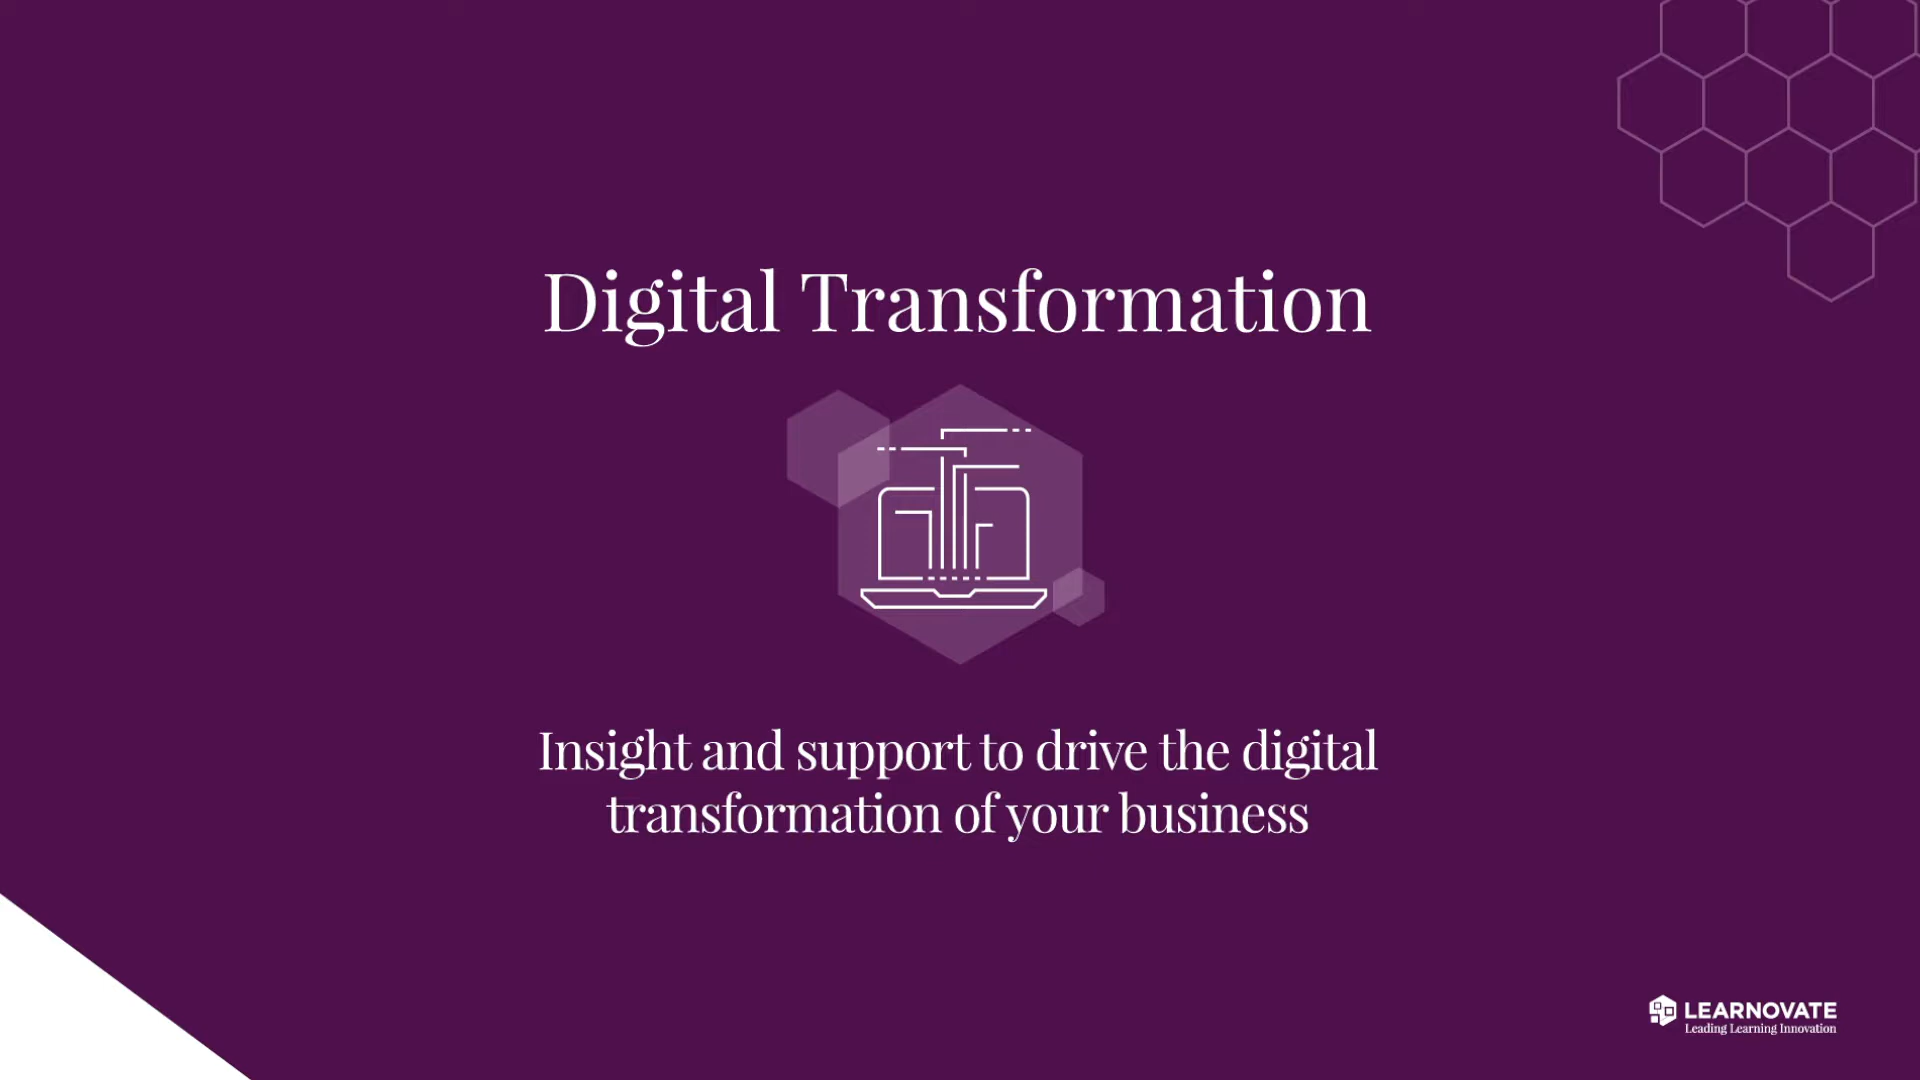 Digital Transformation
Insight and support to drive the digital
transformation of your business
LEARNOVATE
Leading Learning Innovation